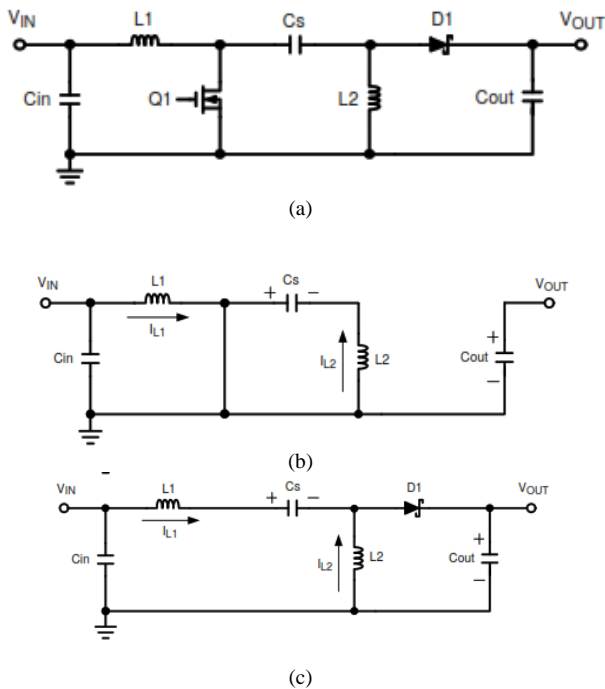 VIN L1 Cs D1 VOUT
Cin Q1 L2 Cout
(a)
VIN L1 + Cs − VOUT
IL1
Cin IL2 L2 Cout + −
(b)
VIN L1 + Cs − D1 VOUT
IL1
Cin IL2 L2 Cout + −
(c)